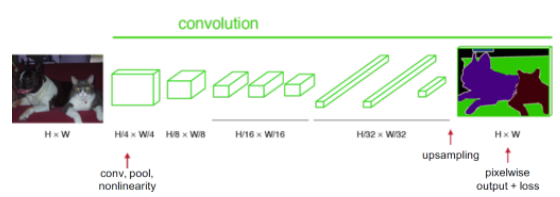 convolution
H × W
H/4 × W/4
H/8 × W/8
H/16 × W/16
H/32 × W/32
H × W
conv, pool,
nonlinearity
upsampling
pixelwise
output + loss